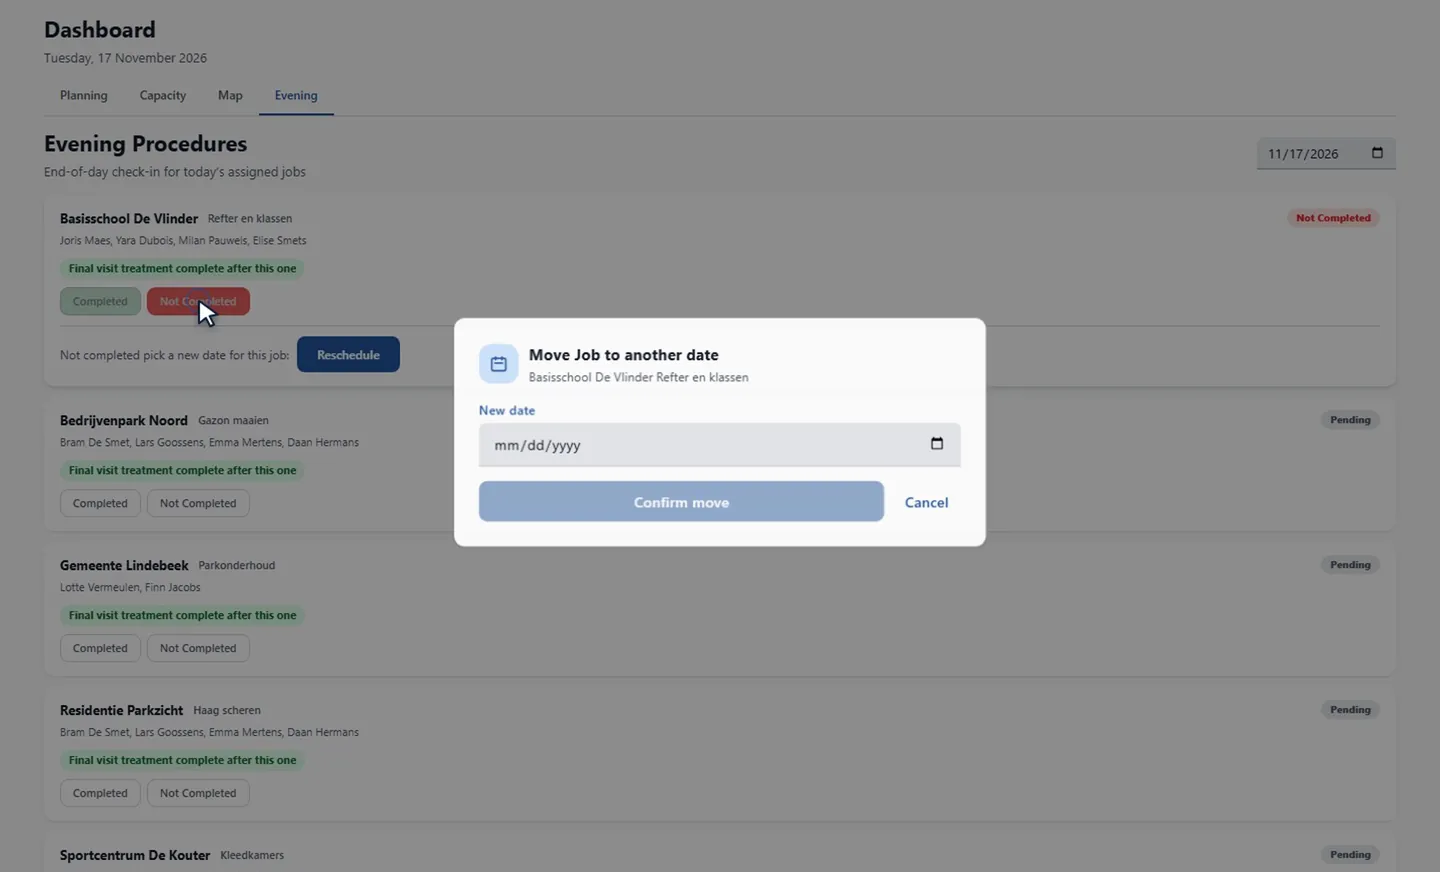 Dashboard
Tuesday, 17 November 2026
Planning Capacity Map Evening
Evening Procedures
11/17/2026
End-of-day check-in for today's assigned jobs
Basisschool De Vlinder Refter en klassen
Not Completed
Joris Maes, Yara Dubois, Milan Pauwels, Elise Smets
Final visit treatment complete after this one
Completed Not Completed
Not completed pick a new date for this job: Reschedule
Move Job to another date
Basisschool De Vlinder Refter en klassen
New date
mm/dd/yyyy
Confirm move Cancel
Bedrijvenpark Noord Gazon maaien
Pending
Bram De Smet, Lars Goossens, Emma Mertens, Daan Hermans
Final visit treatment complete after this one
Completed Not Completed
Gemeente Lindebeek Parkonderhoud
Pending
Lotte Vermeulen, Finn Jacobs
Final visit treatment complete after this one
Completed Not Completed
Residentie Parkzicht Haag scheren
Pending
Bram De Smet, Lars Goossens, Emma Mertens, Daan Hermans
Final visit treatment complete after this one
Completed Not Completed
Sportcentrum De Kouter Kleedkamers
Pending